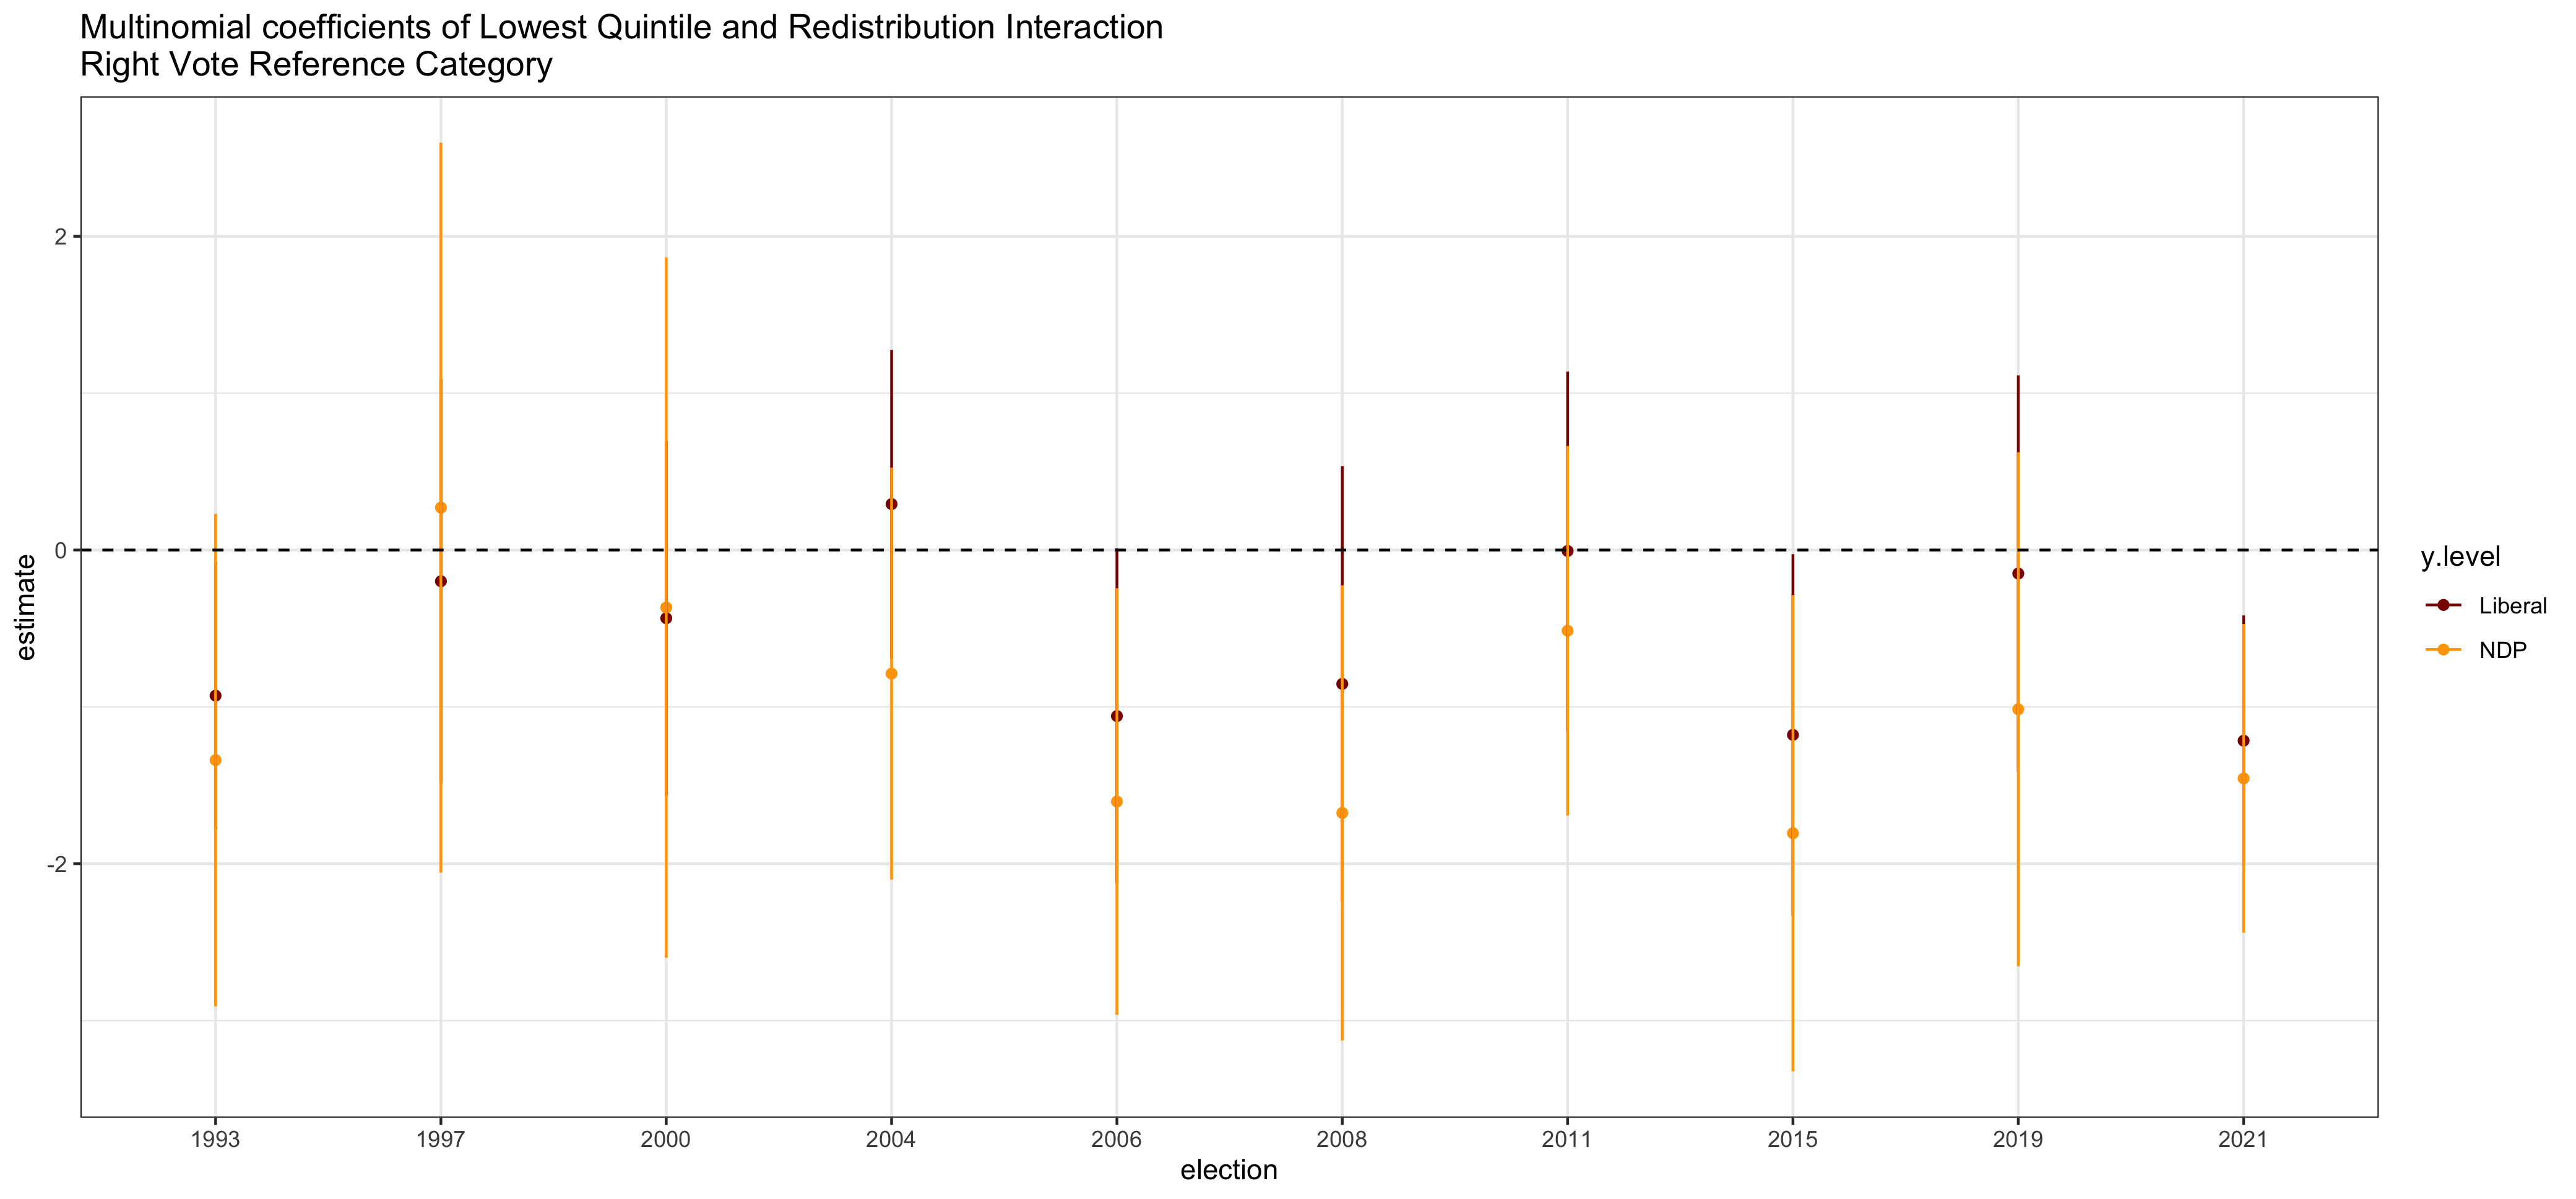 Multinomial coefficients of Lowest Quintile and Redistribution Interaction
Right Vote Reference Category
estimate
2
0
-2
1993 1997 2000 2004 2006 2008 2011 2015 2019 2021
election
y.level
Liberal
NDP